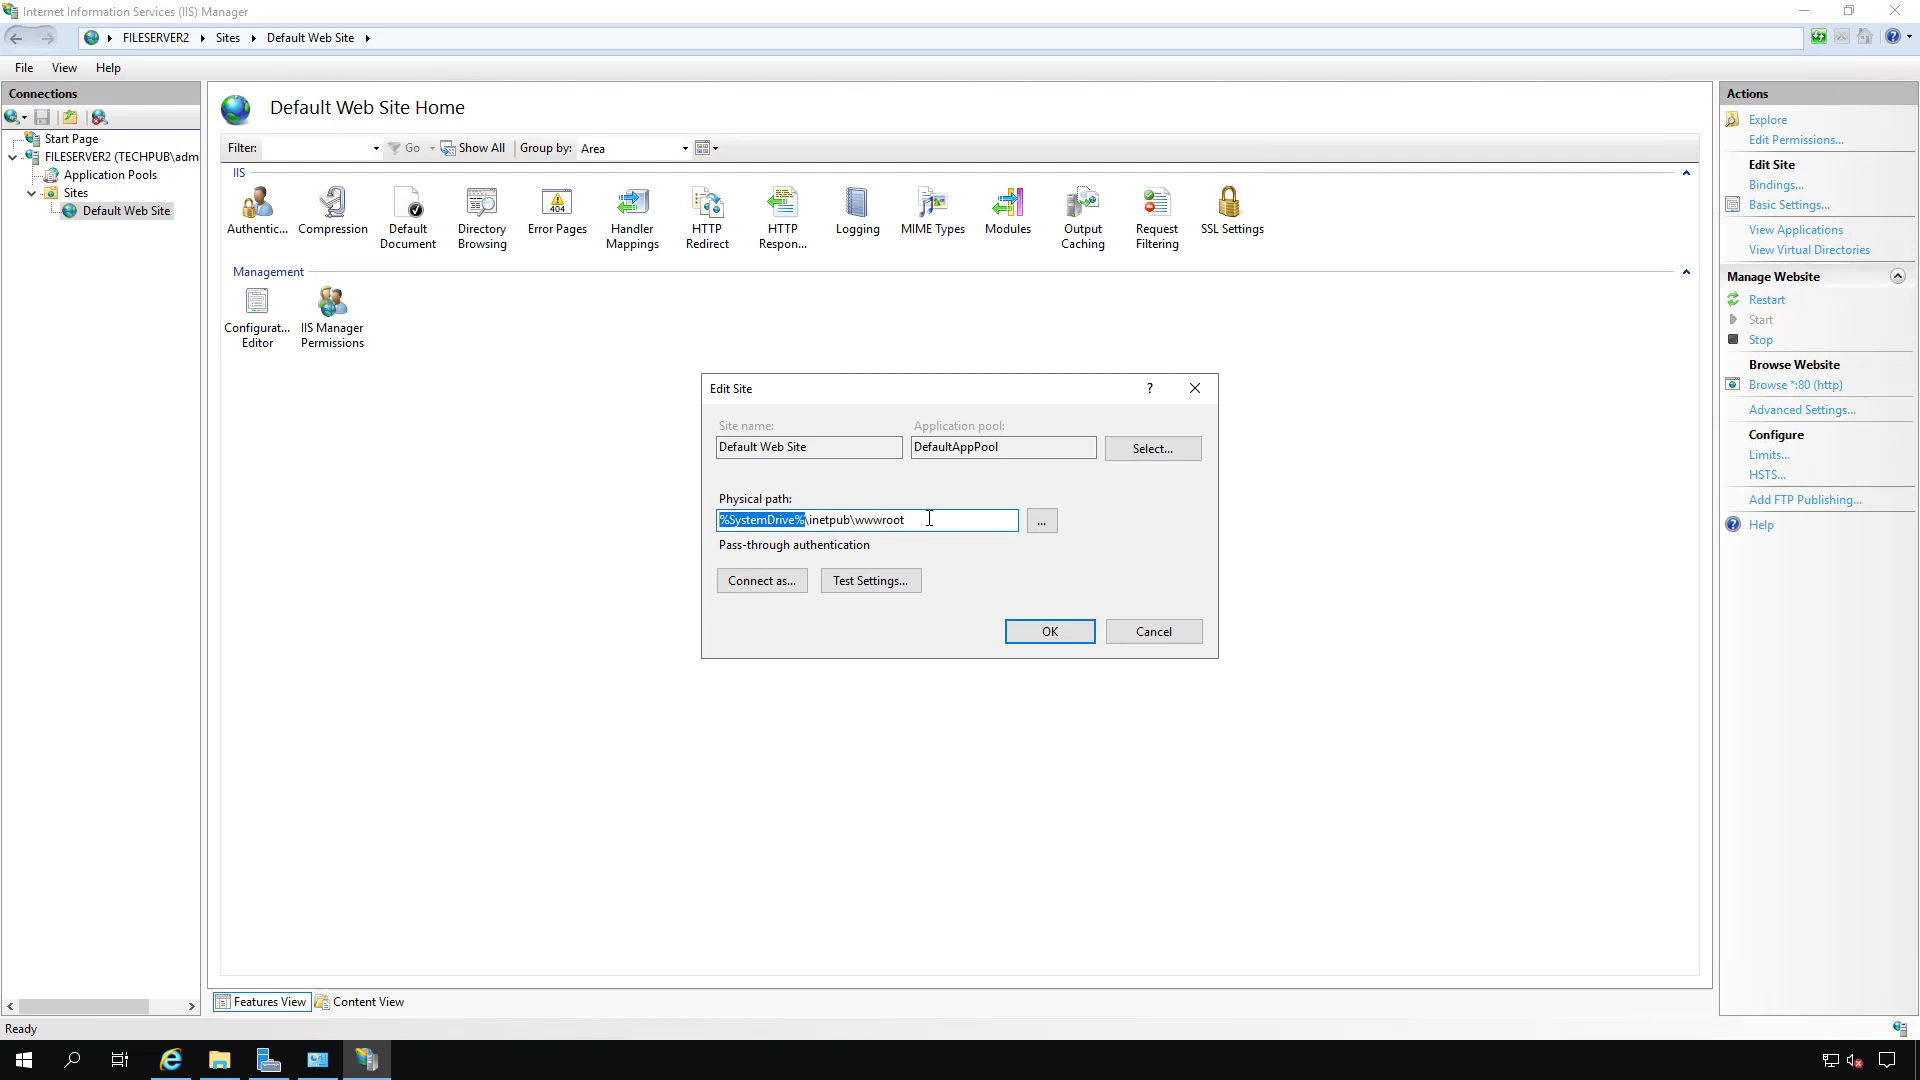 Internet Information Services (IIS) Manager
FILESERVER2 Sites Default Web Site
File View Help
Connections
Start Page
FILESERVER2 (TECHPUB\adm
Application Pools
Sites
Default Web Site
Default Web Site Home
Filter: Go Show All Group by: Area
IIS
Authentic...
Compression
Default Document
Directory Browsing
Error Pages
Handler Mappings
HTTP Redirect
HTTP Respon...
Logging
MIME Types
Modules
Output Caching
Request Filtering
SSL Settings
404
Management
Configurat... Editor
IIS Manager Permissions
Edit Site
?
Site name: Application pool:
Default Web Site DefaultAppPool Select...
Physical path:
%SystemDrive%\inetpub\wwwroot ...
Pass-through authentication
Connect as... Test Settings...
OK Cancel
Features View Content View
Ready
Actions
Explore
Edit Permissions...
Edit Site
Bindings...
Basic Settings...
View Applications
View Virtual Directories
Manage Website
Restart
Start
Stop
Browse Website
Browse *:80 (http)
Advanced Settings...
Configure
Limits...
HSTS...
Add FTP Publishing...
Help